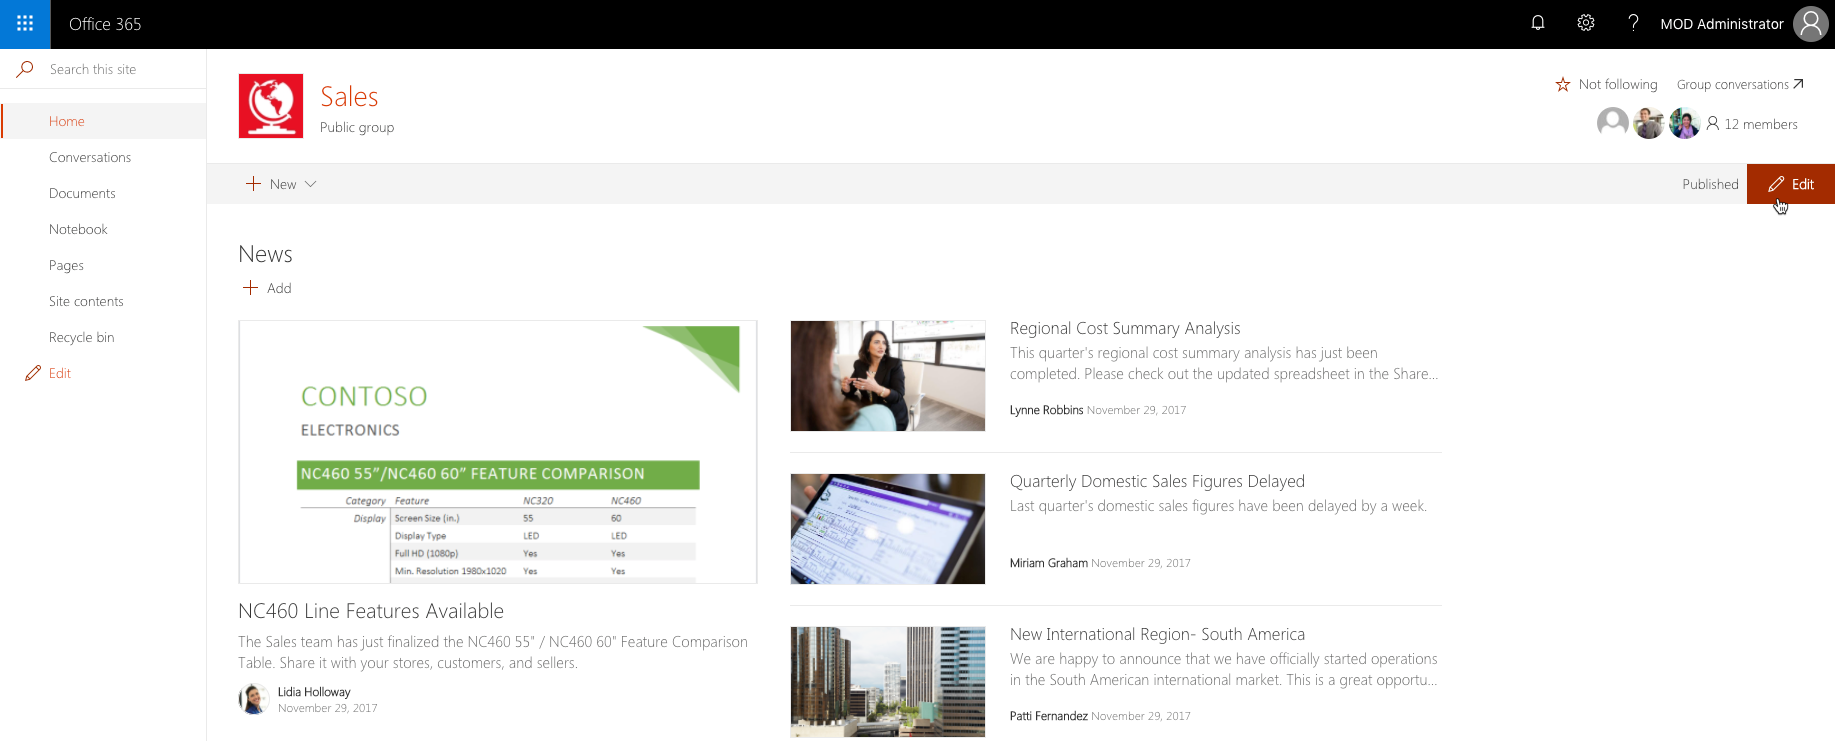 Office 365
? MOD Administrator
Search this site
Home
Conversations
Documents
Notebook
Pages
Site contents
Recycle bin
Edit
Sales
Public group
Not following Group conversations
12 members
New
Published Edit
News
Add
CONTOSO
ELECTRONICS
NC460 55"/NC460 60" FEATURE COMPARISON
Category Feature NC320 NC460
Display Screen Size (in.) 55 60
Display Type LED LED
Full HD (1080p) Yes Yes
Min. Resolution 1980x1020 Yes Yes
NC460 Line Features Available
The Sales team has just finalized the NC460 55" / NC460 60" Feature Comparison
Table. Share it with your stores, customers, and sellers.
Lidia Holloway
November 29, 2017
Regional Cost Summary Analysis
This quarter's regional cost summary analysis has just been
completed. Please check out the updated spreadsheet in the Share...
Lynne Robbins November 29, 2017
Quarterly Domestic Sales Figures Delayed
Last quarter's domestic sales figures have been delayed by a week.
Miriam Graham November 29, 2017
New International Region- South America
We are happy to announce that we have officially started operations
in the South American international market. This is a great opportu...
Patti Fernandez November 29, 2017